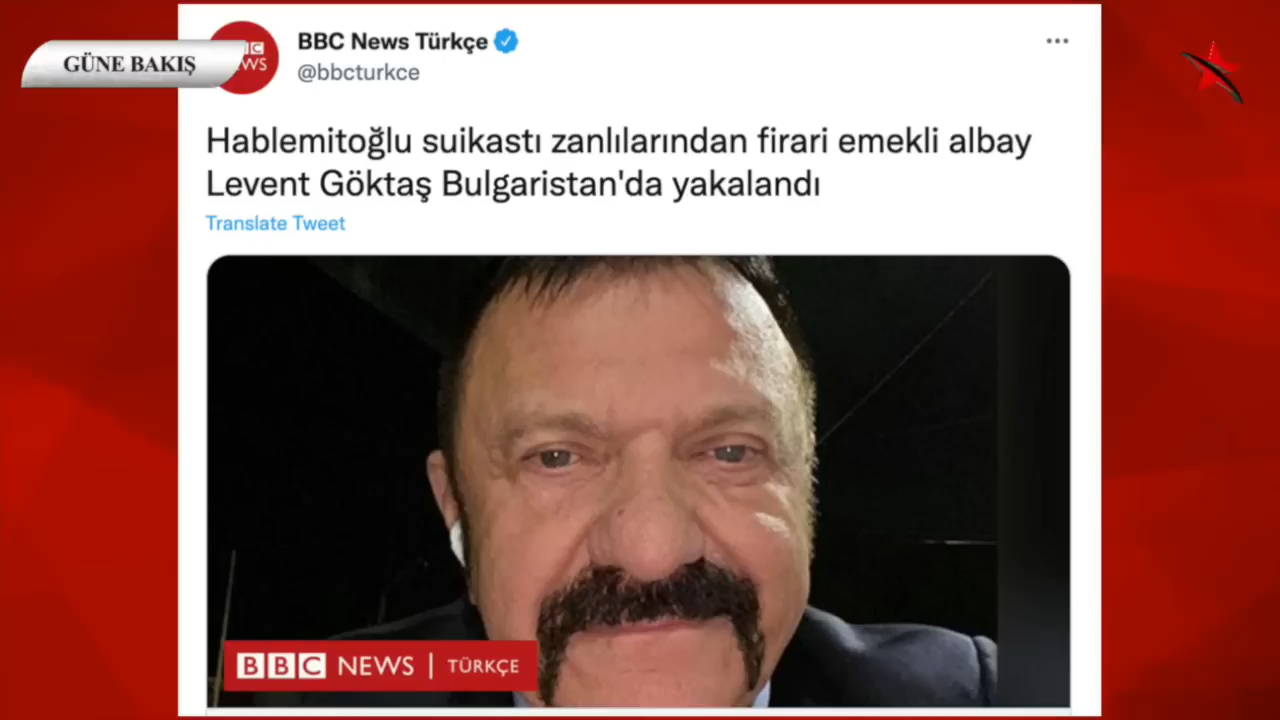 GÜNE BAKIŞ
BBC News Türkçe
@bbcturkce
Hablemitoğlu suikastı zanlılarından firari emekli albay
Levent Göktaş Bulgaristan'da yakalandı
Translate Tweet
BBC NEWS | TÜRKÇE